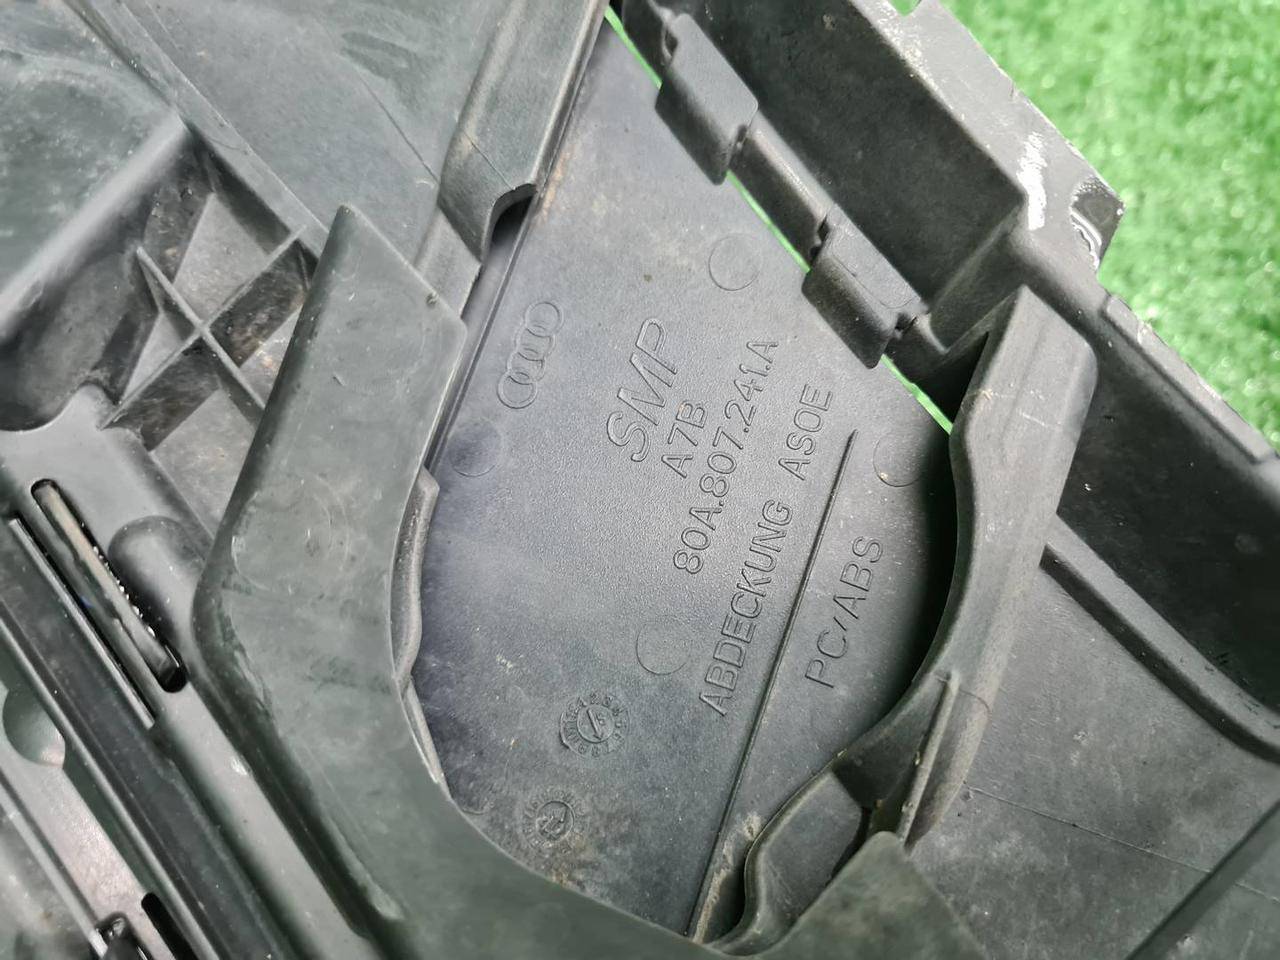 SMP
A7B
80A.807.241.A
ABDECKUNG ASOE
PC/ABS